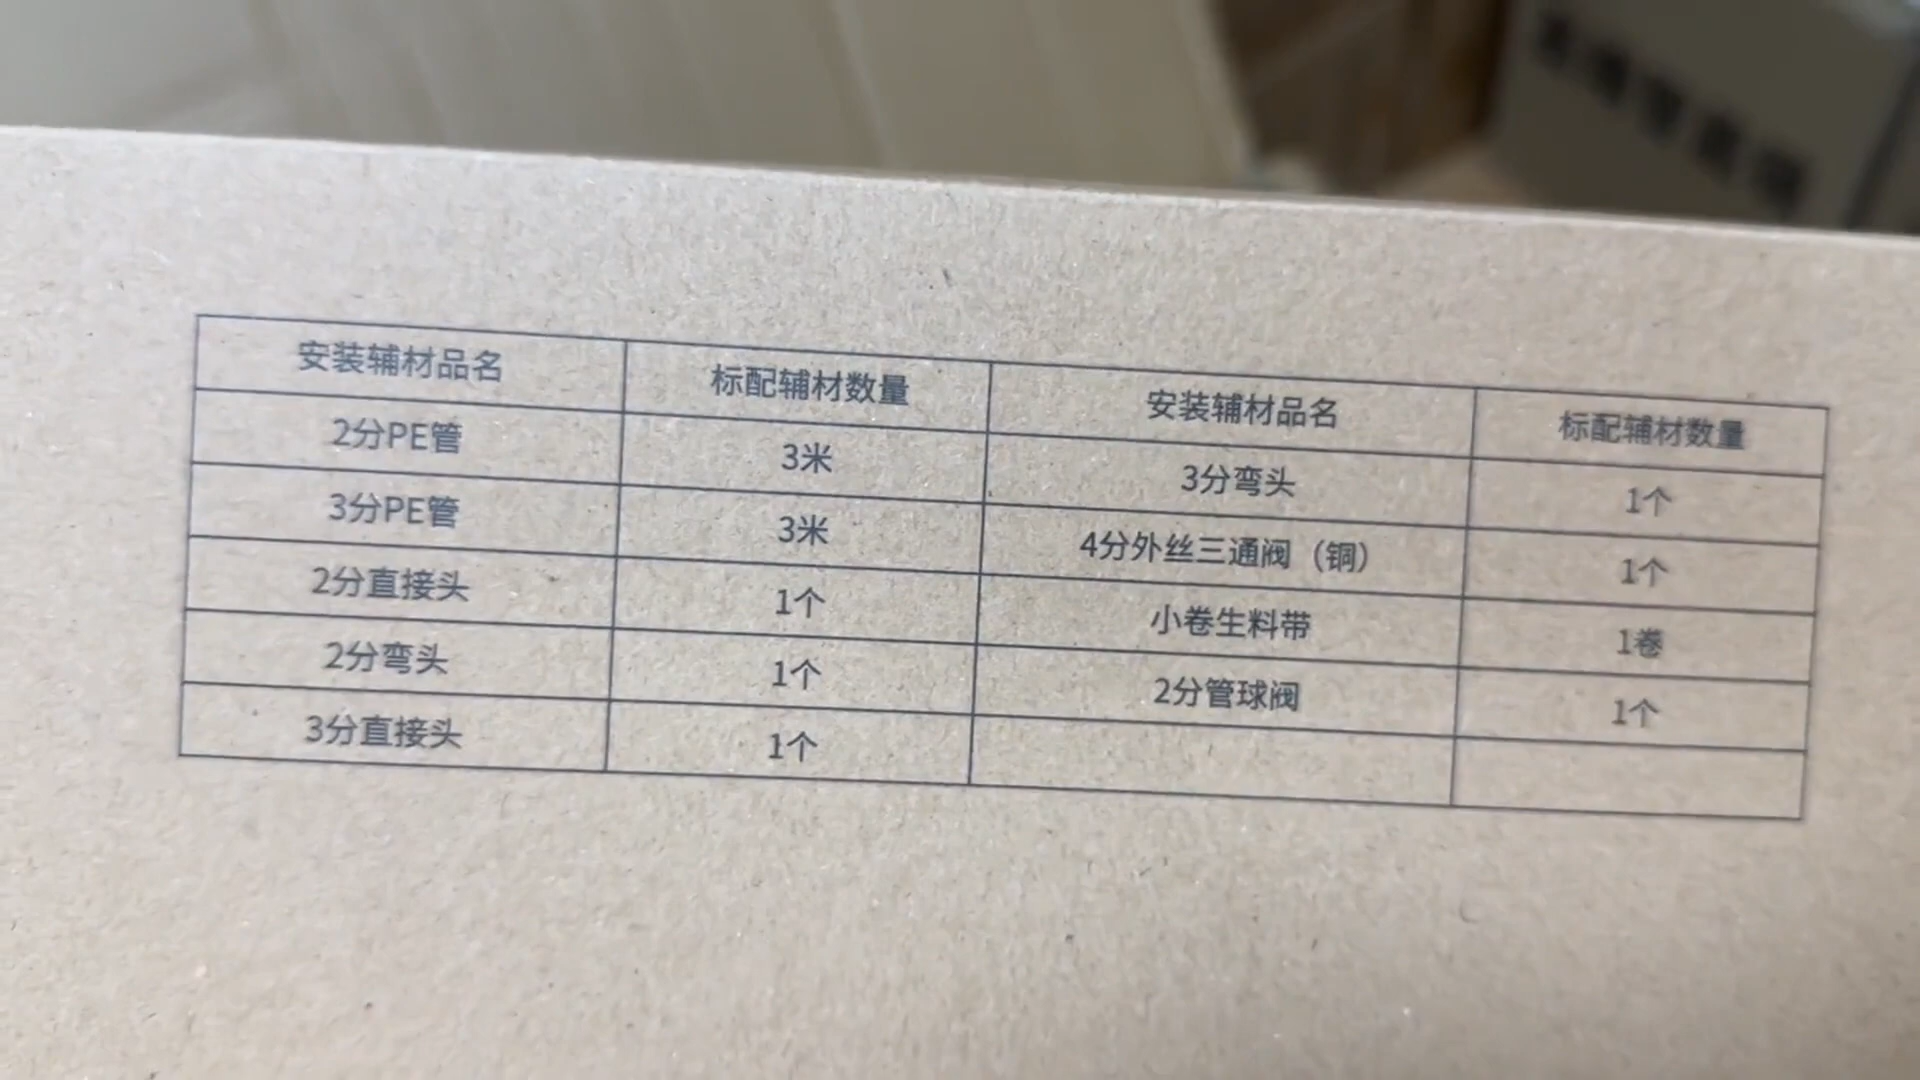 安装辅材品名 标配辅材数量 安装辅材品名 标配辅材数量
2分PE管 3米 3分弯头 1个
3分PE管 3米 4分外丝三通阀（铜） 1个
2分直接头 1个 小卷生料带 1卷
2分弯头 1个 2分管球阀 1个
3分直接头 1个